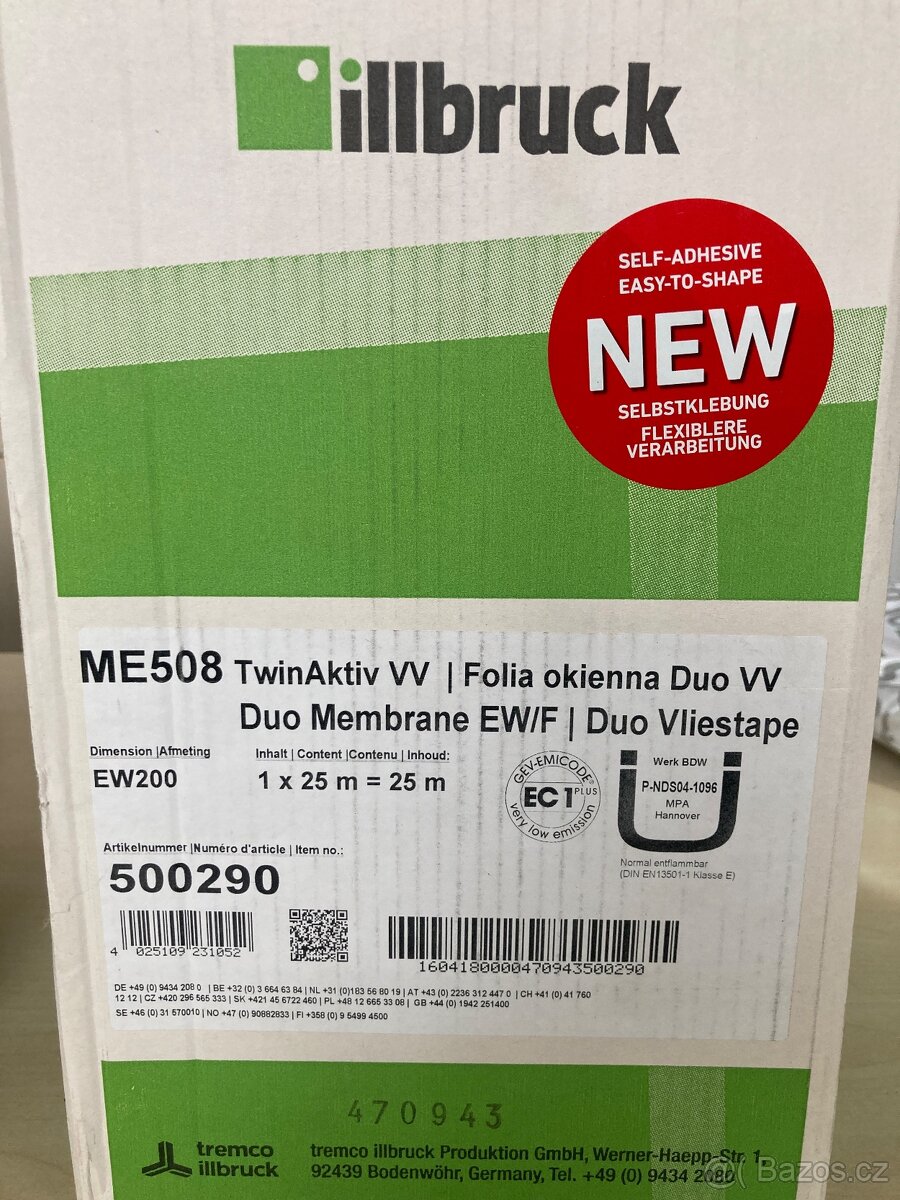 illbruck
SELF-ADHESIVE
EASY-TO-SHAPE
NEW
SELBSTKLEBUNG
FLEXIBLERE
VERARBEITUNG
ME508 TwinAktiv VV | Folia okienna Duo VV
Duo Membrane EW/F | Duo Vliestape
Dimension |Afmeting
EW200
Inhalt | Content |Contenu | Inhoud:
1 x 25 m = 25 m
GEV-EMICODE®
EC 1 PLUS
very low emission
Werk BDW
P-NDS04-1096
MPA
Hannover
Normal entflammbar
(DIN EN13501-1 Klasse E)
Artikelnummer |Numéro d'article | Item no.:
500290
4 025109 231052
1604180000470943500290
DE +49 (0) 9434 208 0 | BE +32 (0) 3 664 63 84 | NL +31 (0)183 56 80 19 | AT +43 (0) 2236 312 447 0 | CH +41 (0) 41 760
12 12 | CZ +420 296 565 333 | SK +421 45 6722 460 | PL +48 12 665 33 08 | GB +44 (0) 1942 251400
SE +46 (0) 31 570010 | NO +47 (0) 90882833 | FI +358 (0) 9 5499 4500
470943
tremco
illbruck
tremco illbruck Produktion GmbH, Werner-Haepp-Str. 1,
92439 Bodenwöhr, Germany, Tel. +49 (0) 9434 2080
Bazos.cz